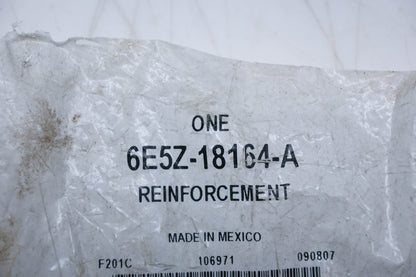 ONE
6E5Z-18164-A
REINFORCEMENT
MADE IN MEXICO
F201C 106971 090807